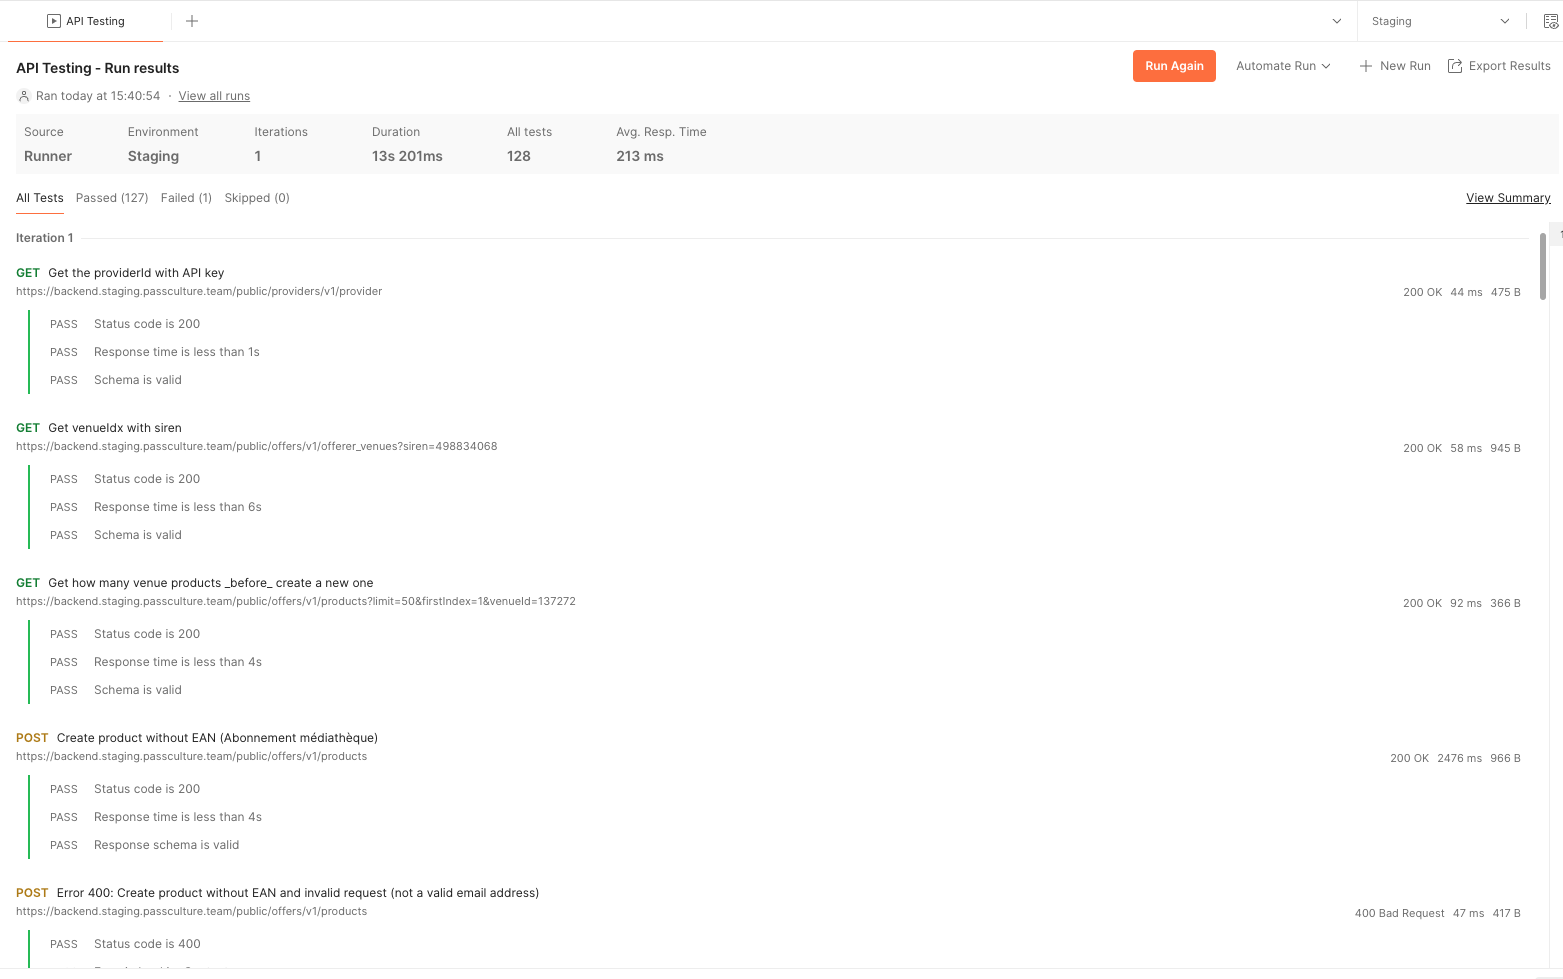 API Testing
Staging
API Testing - Run results
Run Again
Automate Run
New Run
Export Results
Ran today at 15:40:54 · View all runs
Source Environment Iterations Duration All tests Avg. Resp. Time
Runner Staging 1 13s 201ms 128 213 ms
All Tests Passed (127) Failed (1) Skipped (0) View Summary
Iteration 1
1
GET Get the providerId with API key
https://backend.staging.passculture.team/public/providers/v1/provider
200 OK 44 ms 475 B
PASS Status code is 200
PASS Response time is less than 1s
PASS Schema is valid
GET Get venueIdx with siren
https://backend.staging.passculture.team/public/offers/v1/offerer_venues?siren=498834068
200 OK 58 ms 945 B
PASS Status code is 200
PASS Response time is less than 6s
PASS Schema is valid
GET Get how many venue products _before_ create a new one
https://backend.staging.passculture.team/public/offers/v1/products?limit=50&firstIndex=1&venueId=137272
200 OK 92 ms 366 B
PASS Status code is 200
PASS Response time is less than 4s
PASS Schema is valid
POST Create product without EAN (Abonnement médiathèque)
https://backend.staging.passculture.team/public/offers/v1/products
200 OK 2476 ms 966 B
PASS Status code is 200
PASS Response time is less than 4s
PASS Response schema is valid
POST Error 400: Create product without EAN and invalid request (not a valid email address)
https://backend.staging.passculture.team/public/offers/v1/products
400 Bad Request 47 ms 417 B
PASS Status code is 400